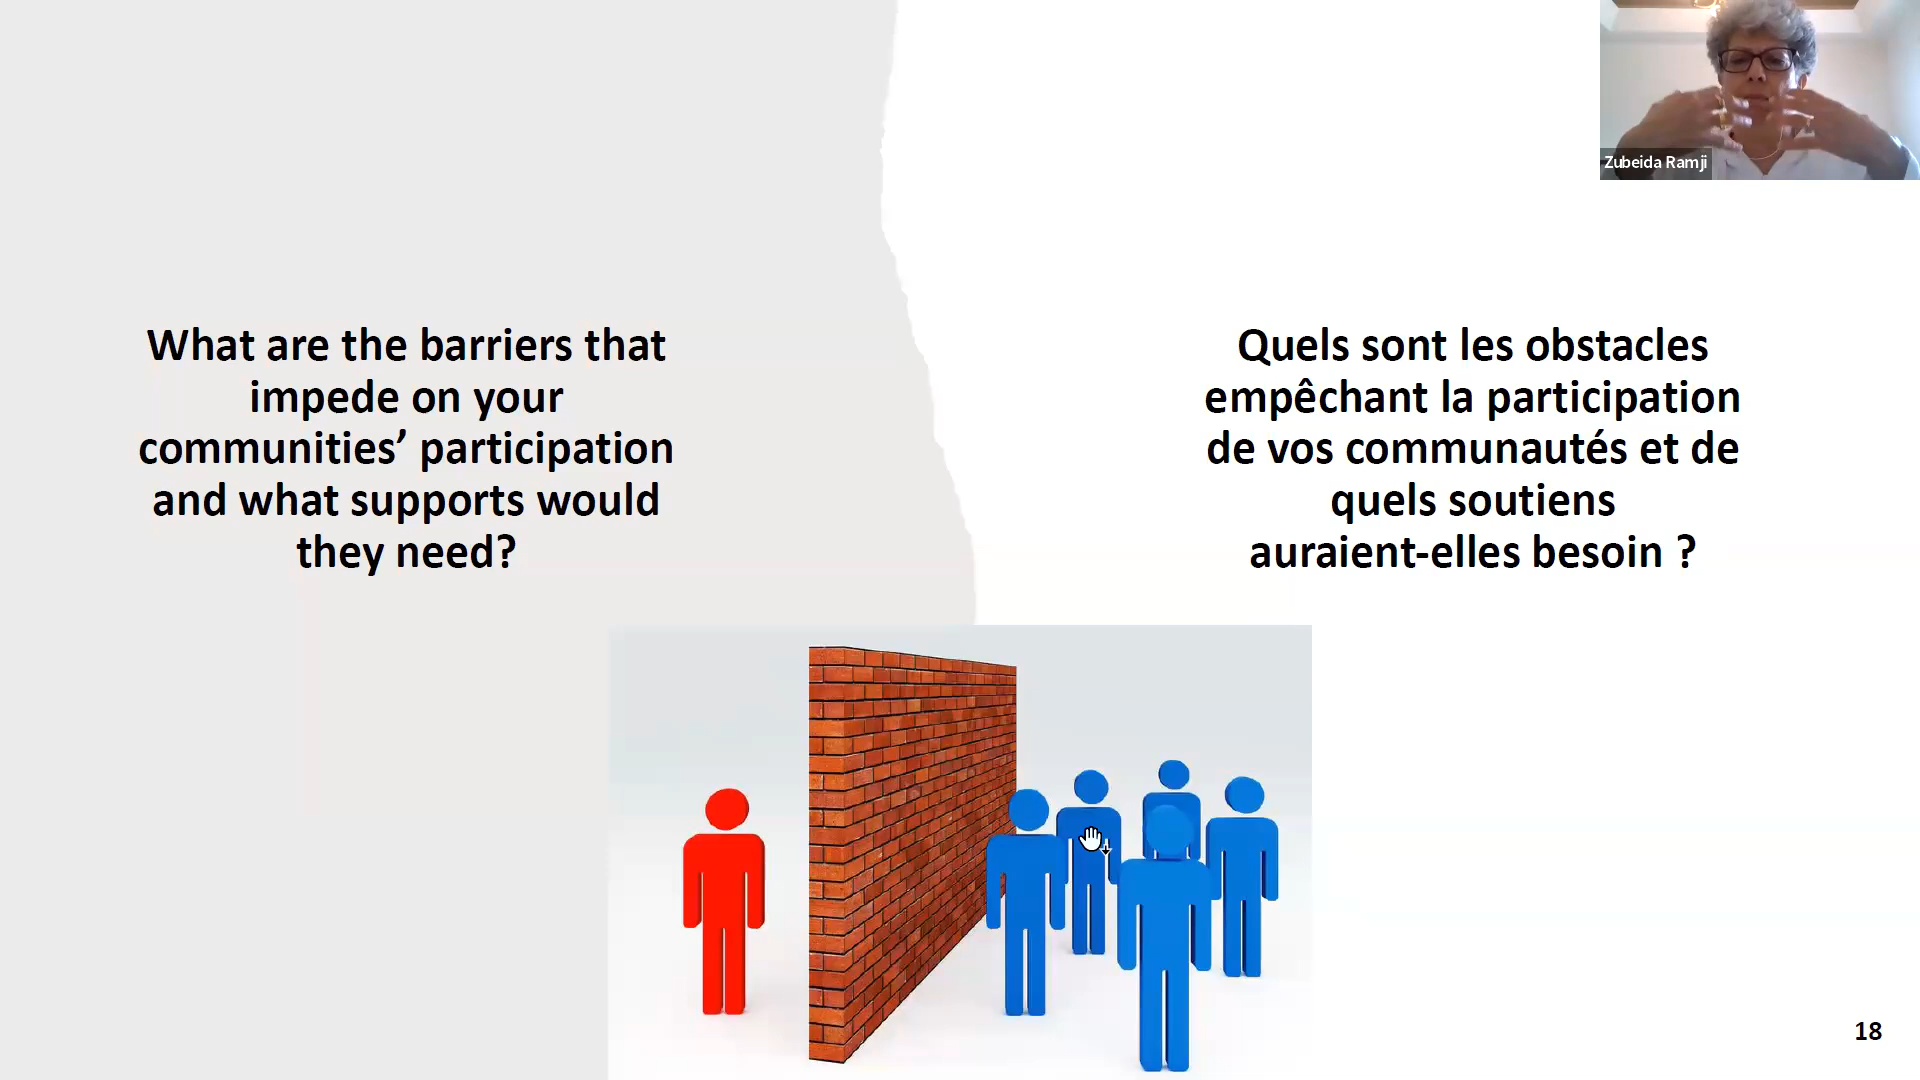 Zubeida Ramji
What are the barriers that
impede on your
communities’ participation
and what supports would
they need?
Quels sont les obstacles
empêchant la participation
de vos communautés et de
quels soutiens
auraient-elles besoin ?
18